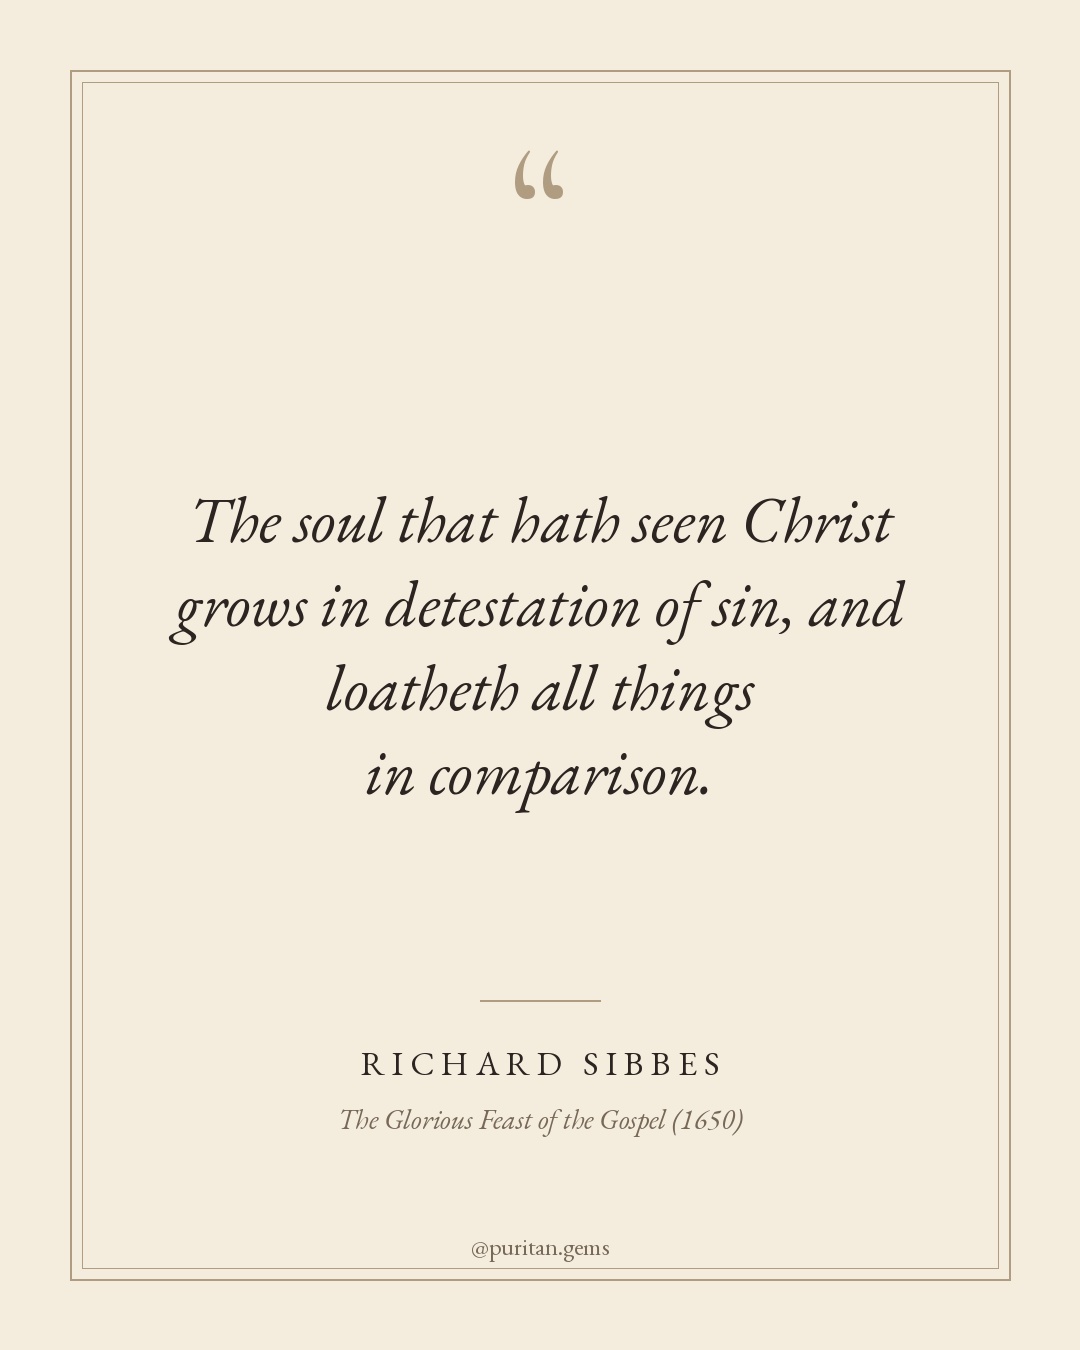 “
The soul that hath seen Christ
grows in detestation of sin, and
loatheth all things
in comparison.
RICHARD SIBBES
The Glorious Feast of the Gospel (1650)
@puritan.gems